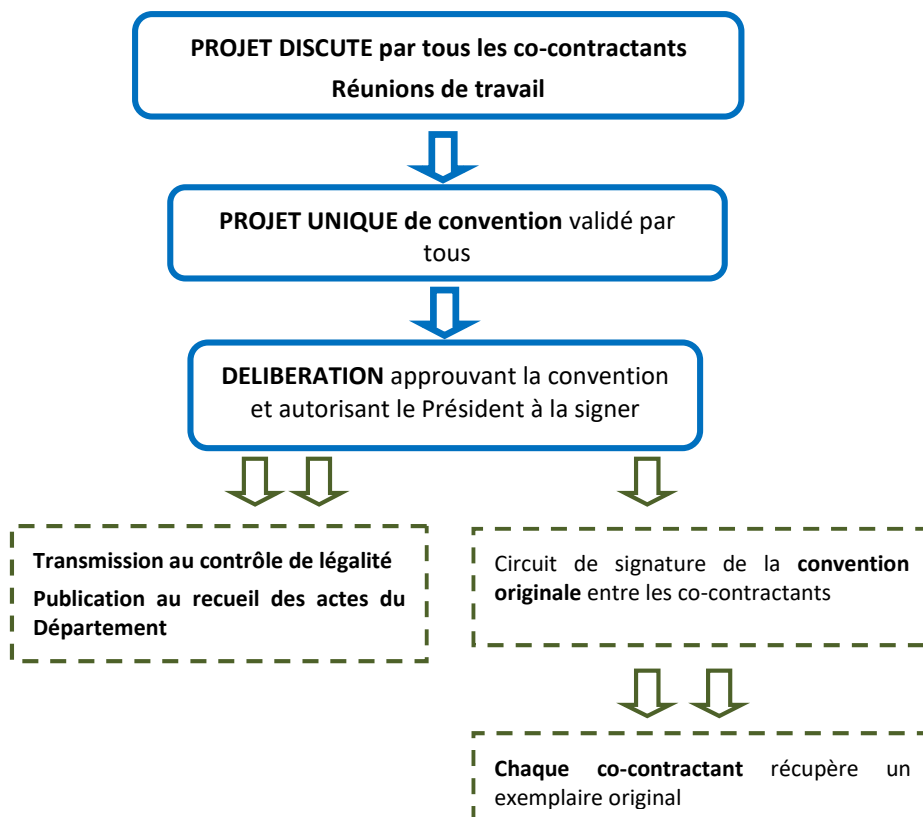 PROJET DISCUTE par tous les co-contractants
Réunions de travail
PROJET UNIQUE de convention validé par
tous
DELIBERATION approuvant la convention
et autorisant le Président à la signer
Transmission au contrôle de légalité
Publication au recueil des actes du
Département
Circuit de signature de la convention
originale entre les co-contractants
Chaque co-contractant récupère un
exemplaire original